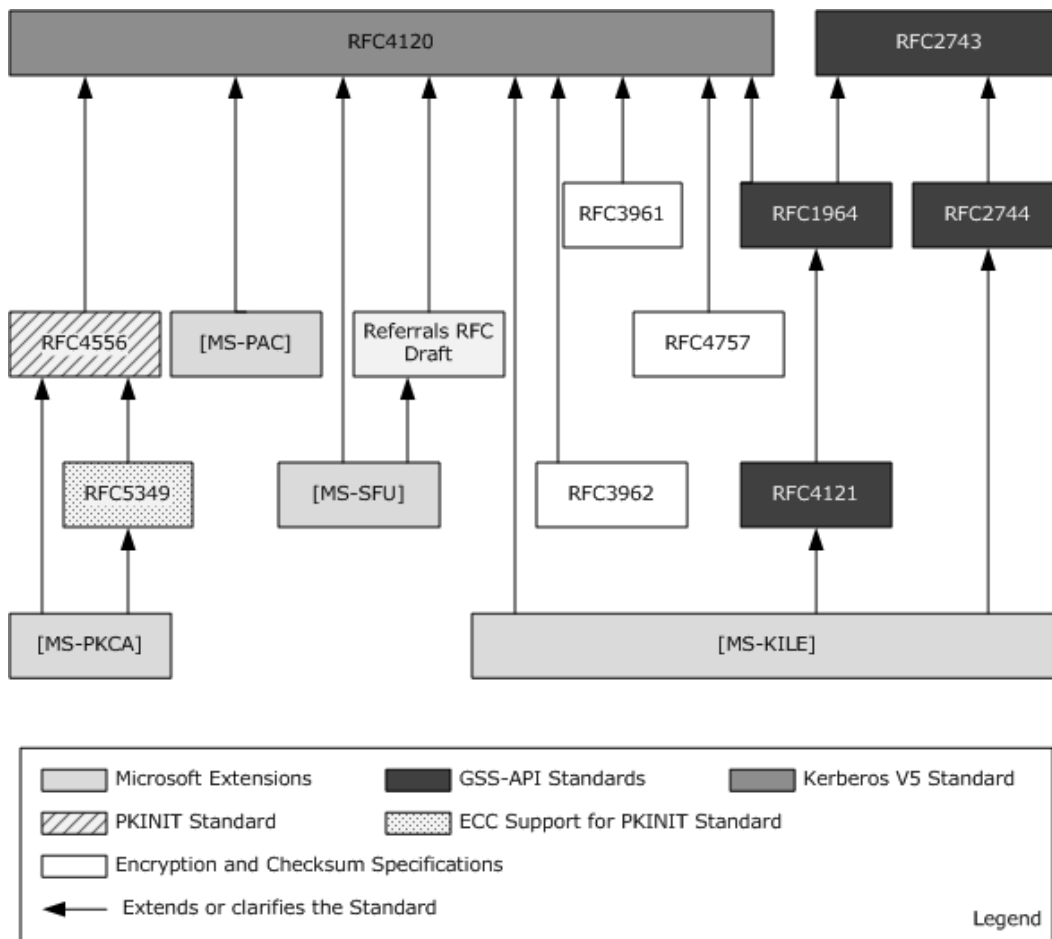 RFC4120
RFC2743
RFC3961
RFC1964
RFC2744
RFC4556
[MS-PAC]
Referrals RFC
Draft
RFC4757
RFC5349
[MS-SFU]
RFC3962
RFC4121
[MS-PKCA]
[MS-KILE]
Microsoft Extensions
GSS-API Standards
Kerberos V5 Standard
PKINIT Standard
ECC Support for PKINIT Standard
Encryption and Checksum Specifications
Extends or clarifies the Standard
Legend